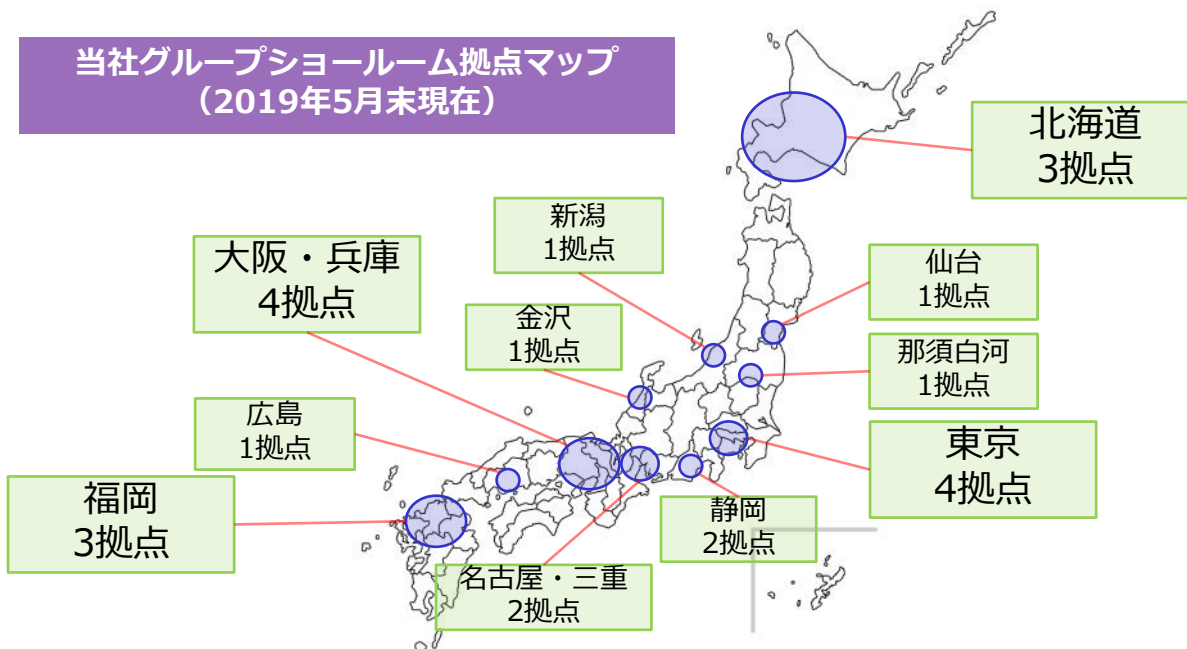 当社グループショールーム拠点マップ
（2019年5月末現在）
北海道
3拠点
新潟
1拠点
大阪・兵庫
4拠点
仙台
1拠点
金沢
1拠点
那須白河
1拠点
広島
1拠点
東京
4拠点
福岡
3拠点
静岡
2拠点
名古屋・三重
2拠点